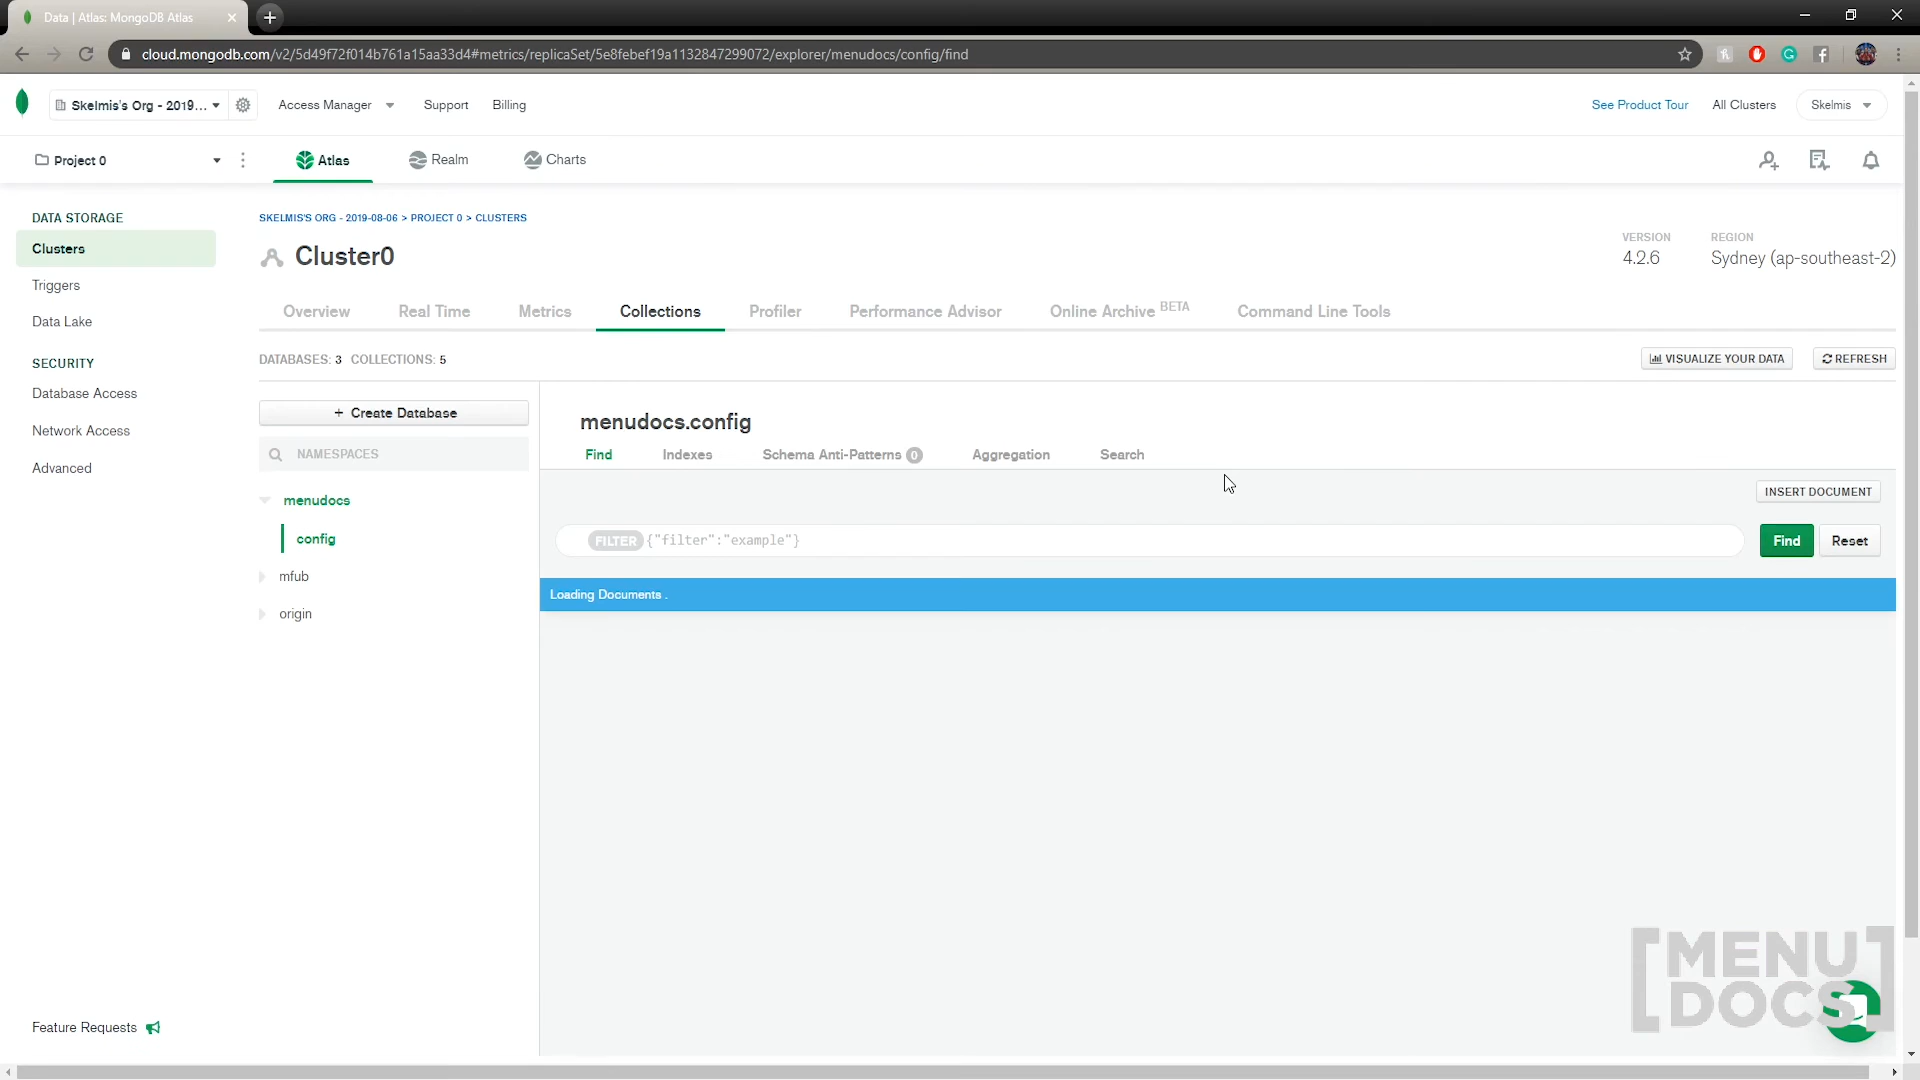 Data | Atlas: MongoDB Atlas
cloud.mongodb.com/v2/5d49f72f014b761a15aa33d4#metrics/replicaSet/5e8febef19a1132847299072/explorer/menudocs/config/find
Skelmis's Org - 2019...
Access Manager
Support
Billing
See Product Tour
All Clusters
Skelmis
Project 0
Atlas
Realm
Charts
DATA STORAGE
Clusters
Triggers
Data Lake
SECURITY
Database Access
Network Access
Advanced
Feature Requests
SKELMIS'S ORG - 2019-08-06 > PROJECT 0 > CLUSTERS
Cluster0
VERSION
4.2.6
REGION
Sydney (ap-southeast-2)
Overview
Real Time
Metrics
Collections
Profiler
Performance Advisor
Online Archive BETA
Command Line Tools
DATABASES: 3 COLLECTIONS: 5
VISUALIZE YOUR DATA
REFRESH
+ Create Database
NAMESPACES
menudocs
config
mfub
origin
menudocs.config
Find
Indexes
Schema Anti-Patterns 0
Aggregation
Search
INSERT DOCUMENT
FILTER {"filter":"example"}
Find
Reset
Loading Documents .
[MENU
DOCS]